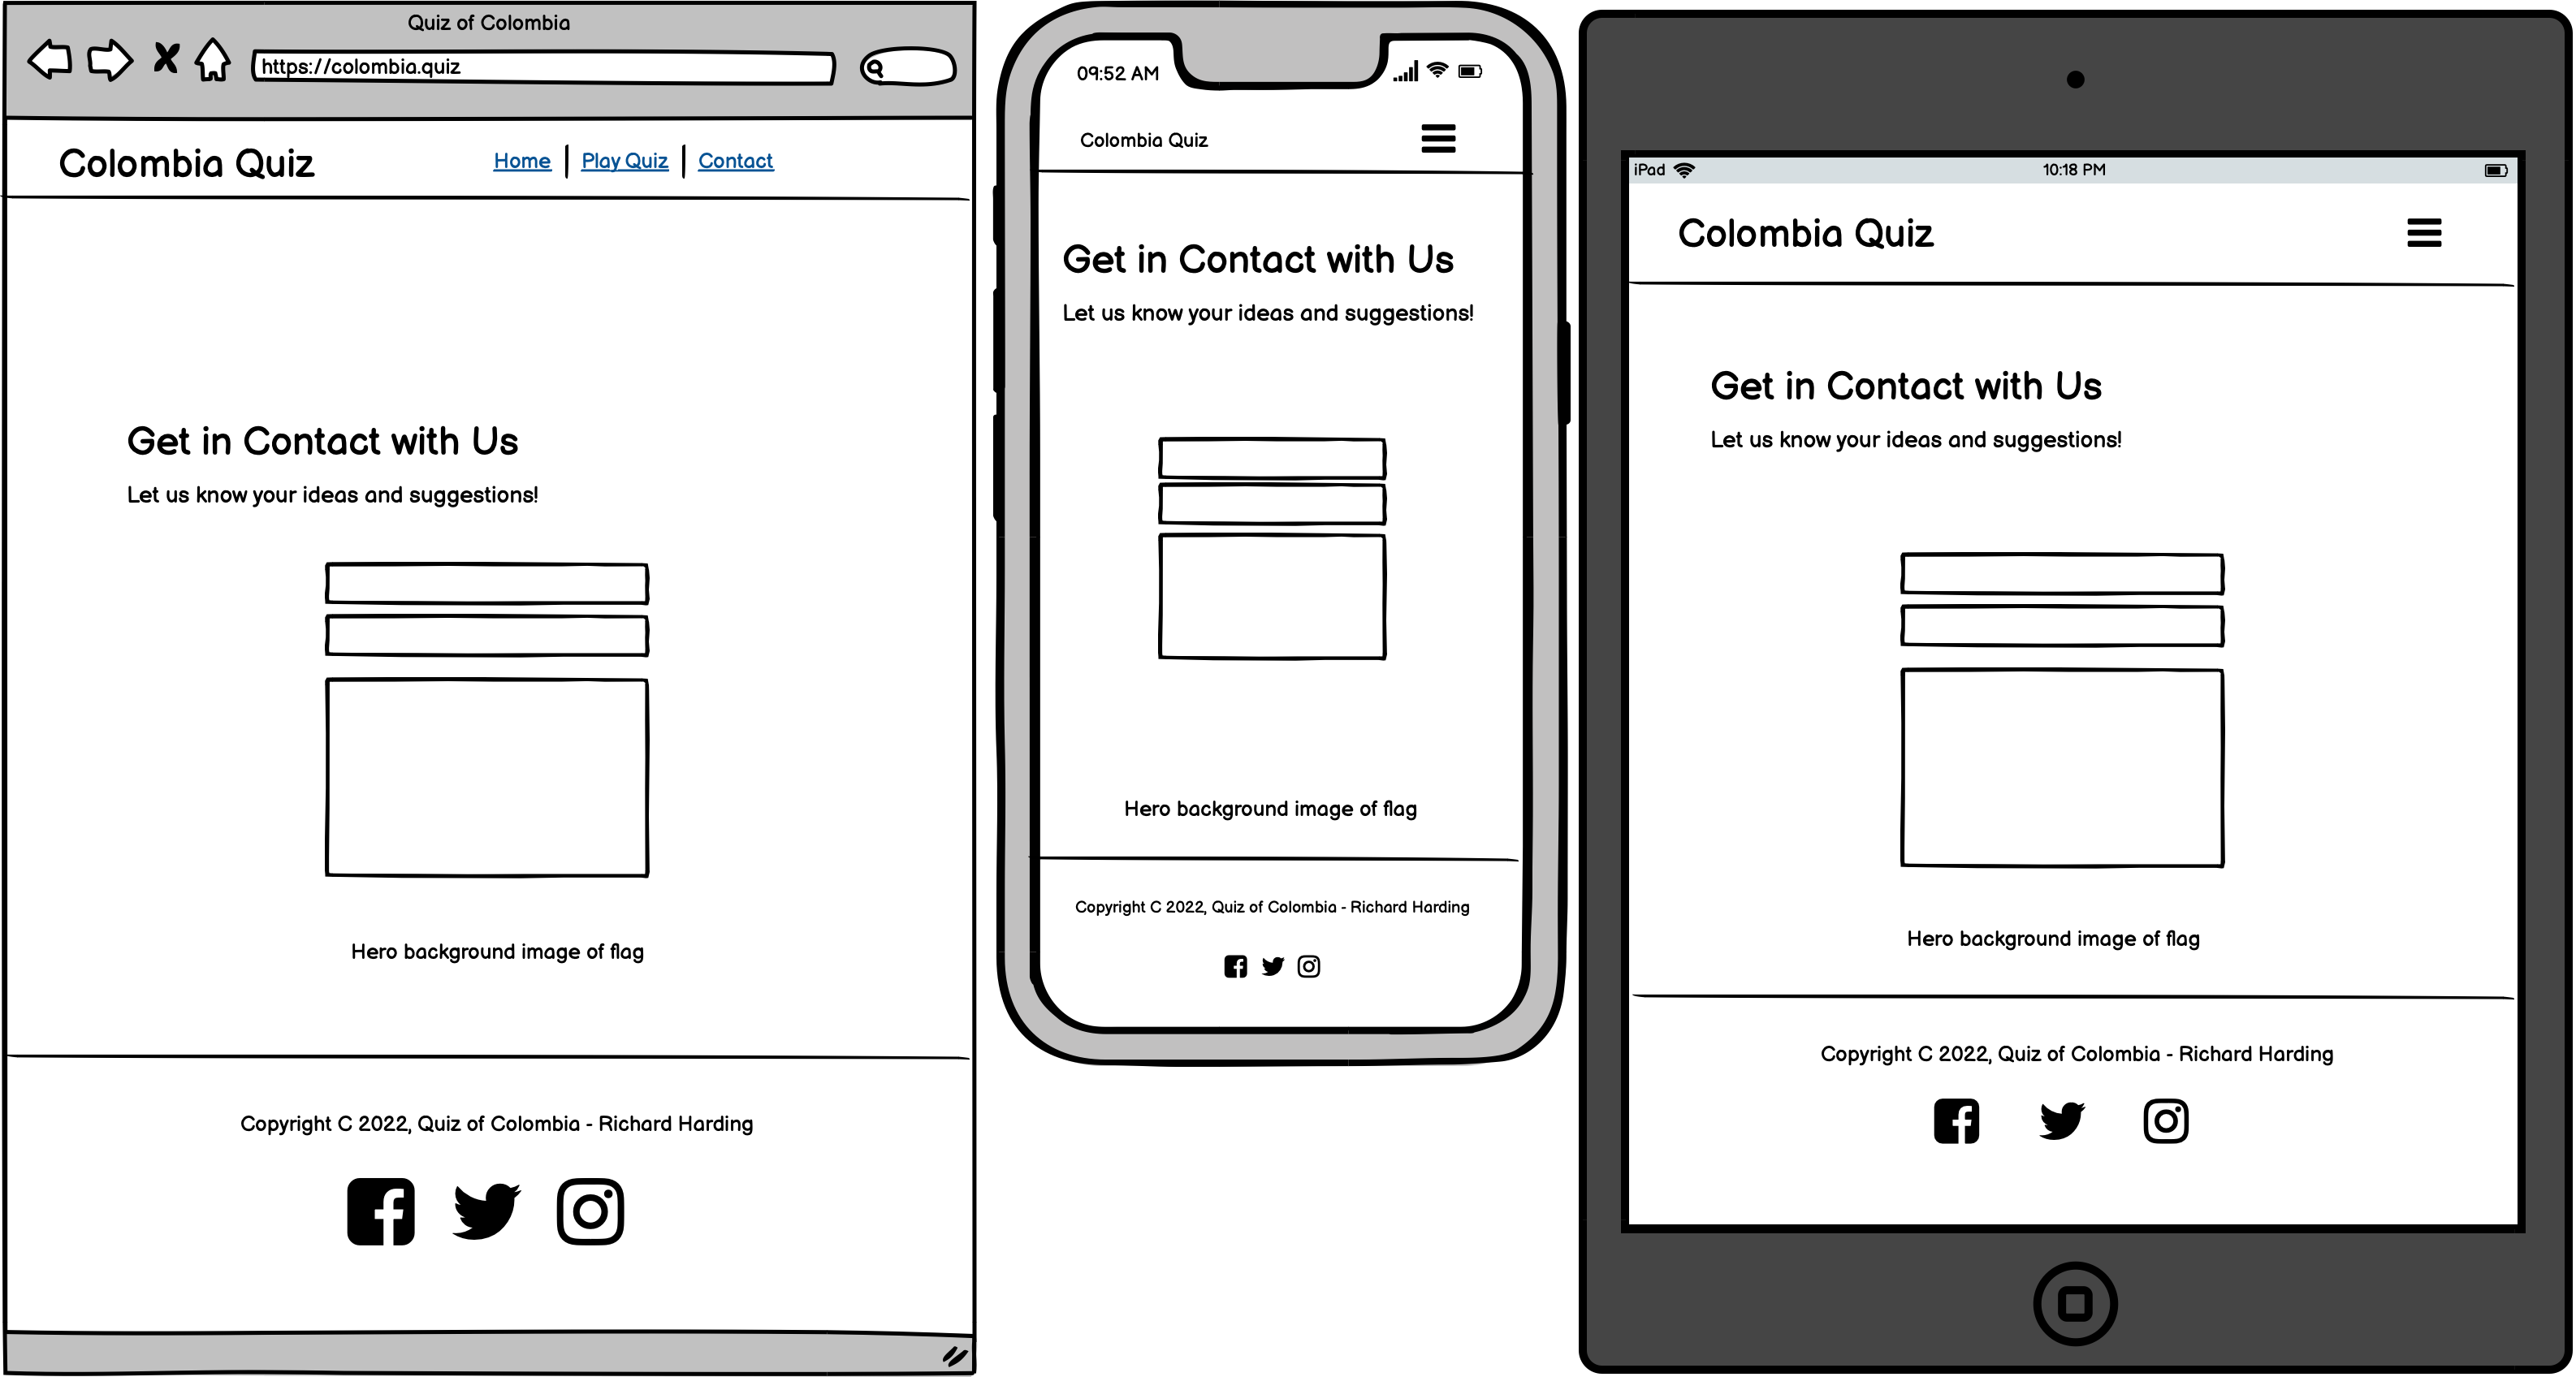 Quiz of Colombia
https://colombia.quiz
Colombia Quiz
Home | Play Quiz | Contact
Get in Contact with Us
Let us know your ideas and suggestions!
Hero background image of flag
Copyright C 2022, Quiz of Colombia - Richard Harding
09:52 AM
Colombia Quiz
Get in Contact with Us
Let us know your ideas and suggestions!
Hero background image of flag
Copyright C 2022, Quiz of Colombia - Richard Harding
iPad 10:18 PM
Colombia Quiz
Get in Contact with Us
Let us know your ideas and suggestions!
Hero background image of flag
Copyright C 2022, Quiz of Colombia - Richard Harding